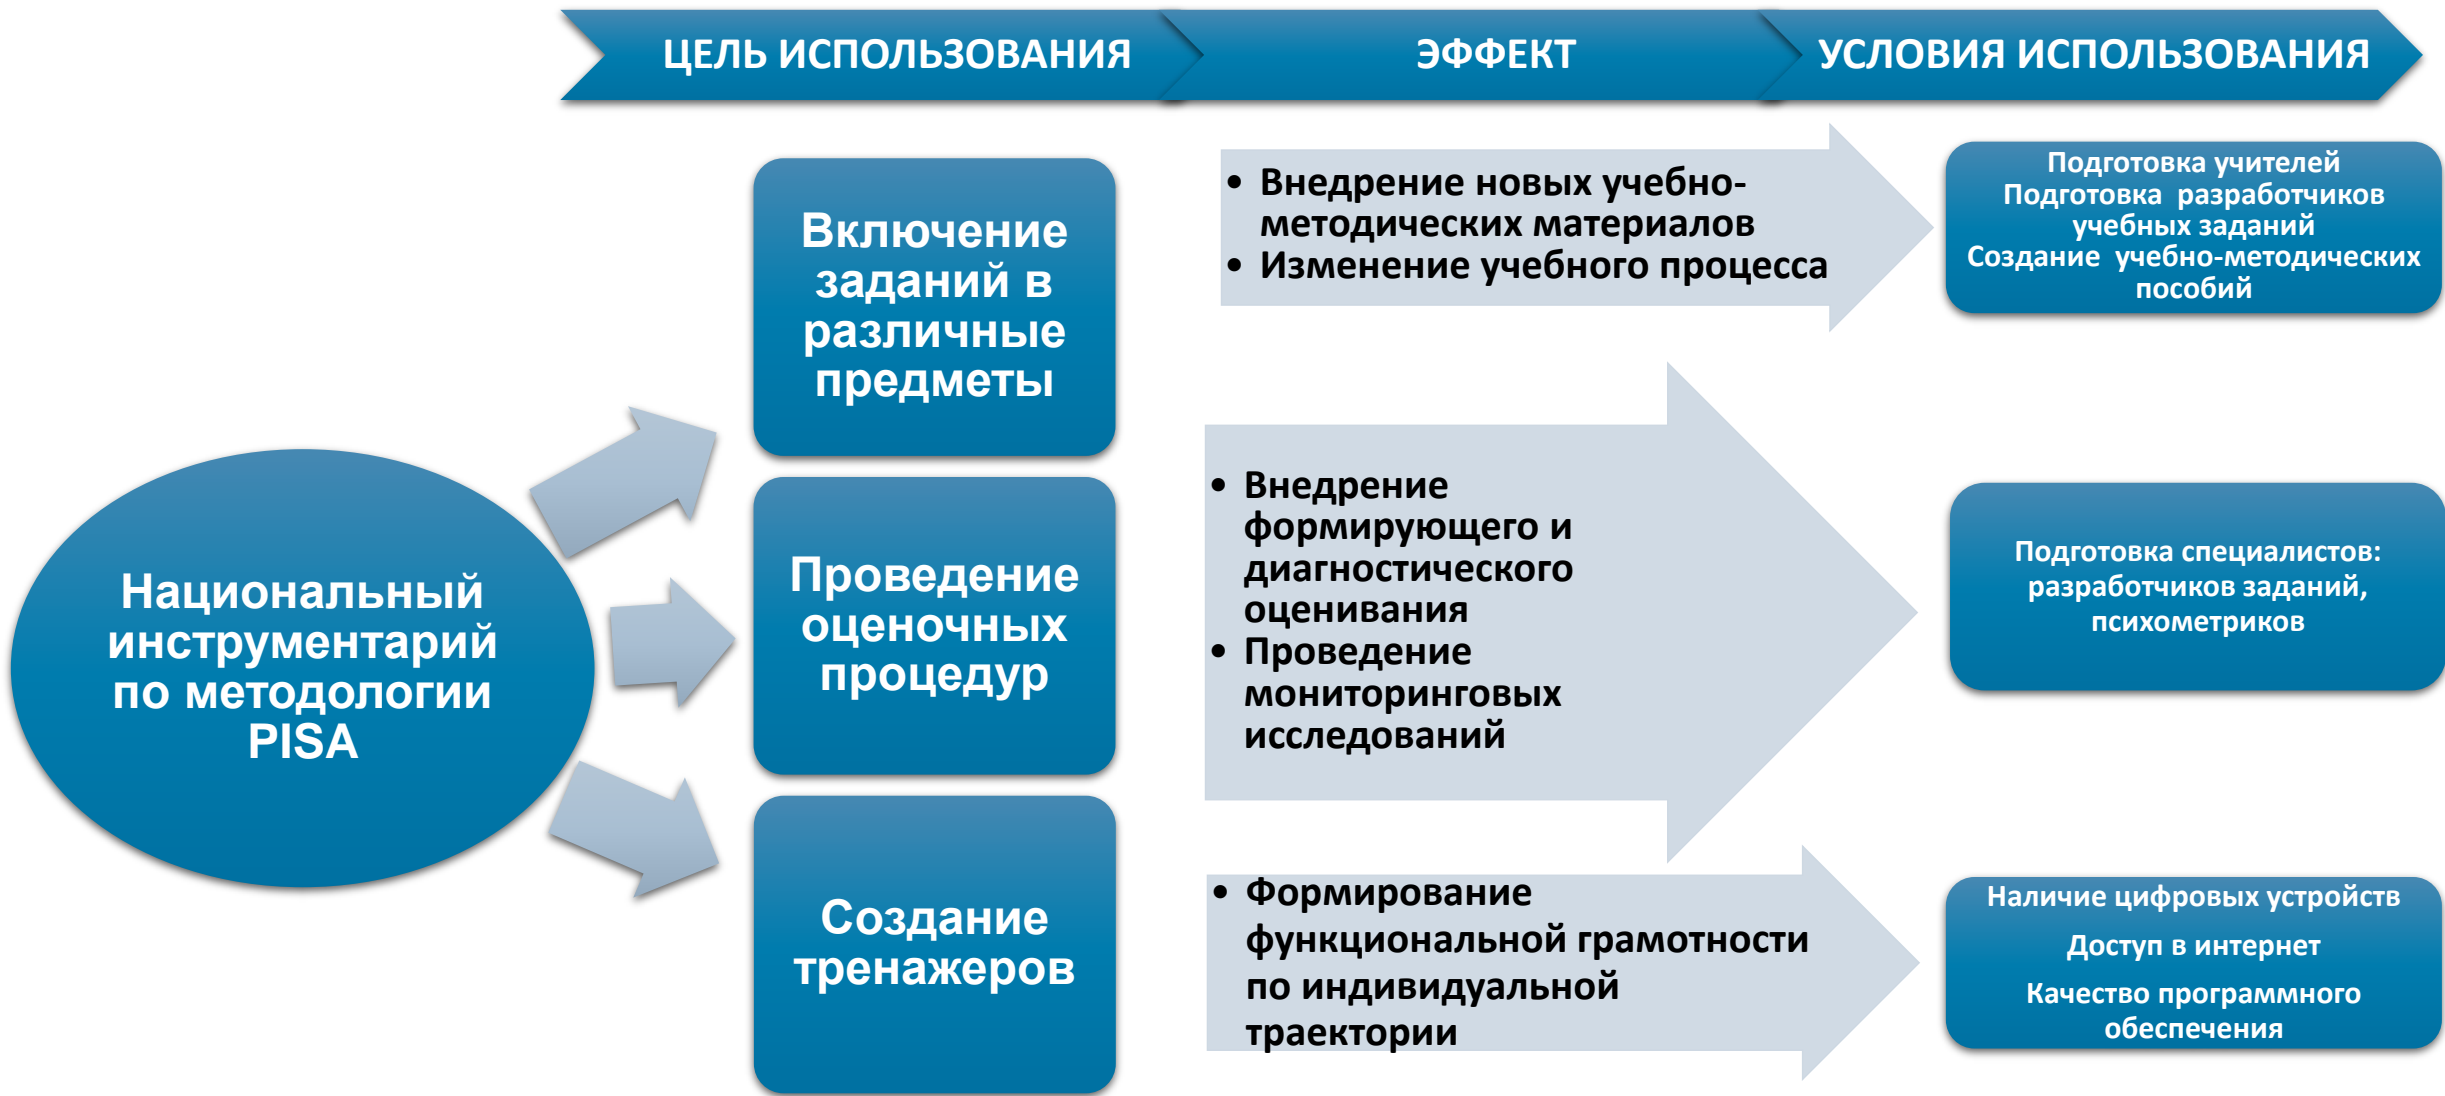 ЦЕЛЬ ИСПОЛЬЗОВАНИЯ
ЭФФЕКТ
УСЛОВИЯ ИСПОЛЬЗОВАНИЯ
Национальный
инструментарий
по методологии
PISA
Включение
заданий в
различные
предметы
• Внедрение новых учебно-
методических материалов
• Изменение учебного процесса
Подготовка учителей
Подготовка разработчиков
учебных заданий
Создание учебно-методических
пособий
Проведение
оценочных
процедур
• Внедрение
формирующего и
диагностического
оценивания
• Проведение
мониторинговых
исследований
Подготовка специалистов:
разработчиков заданий,
психометриков
Создание
тренажеров
• Формирование
функциональной грамотности
по индивидуальной
траектории
Наличие цифровых устройств
Доступ в интернет
Качество программного
обеспечения